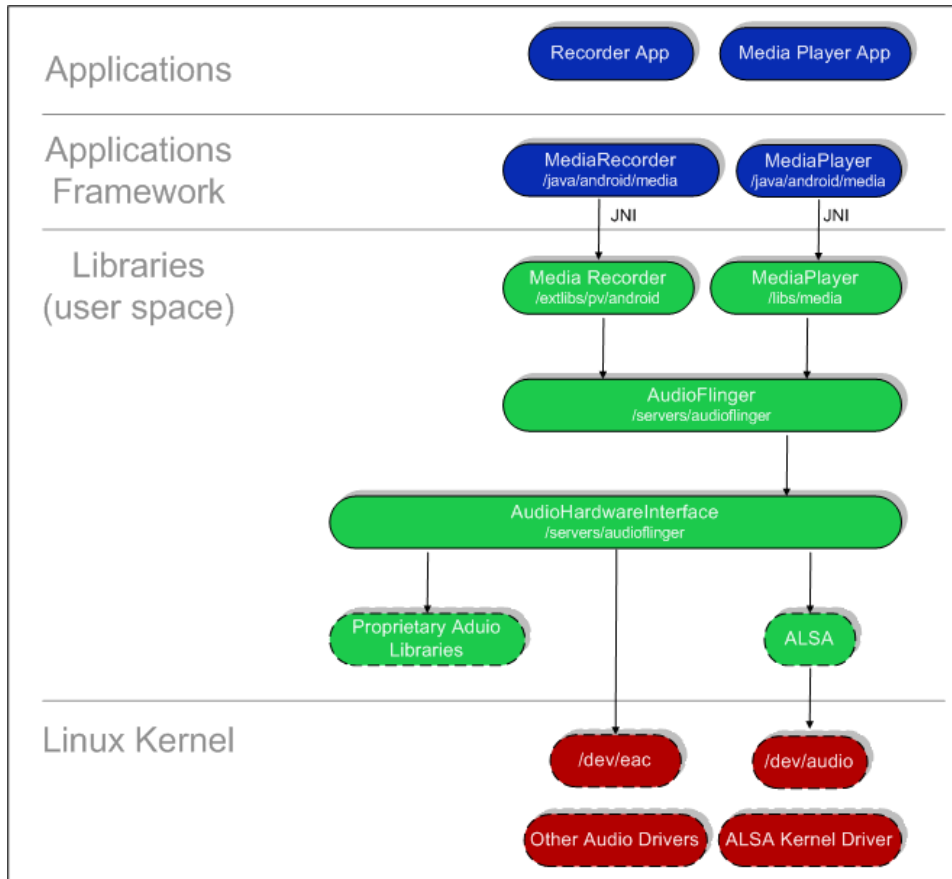 Applications
Recorder App
Media Player App
Applications
Framework
MediaRecorder
/java/android/media
MediaPlayer
/java/android/media
JNI
JNI
Libraries
(user space)
Media Recorder
/extlibs/pv/android
MediaPlayer
/libs/media
AudioFlinger
/servers/audioflinger
AudioHardwareInterface
/servers/audioflinger
Proprietary Aduio
Libraries
ALSA
Linux Kernel
/dev/eac
/dev/audio
Other Audio Drivers
ALSA Kernel Driver